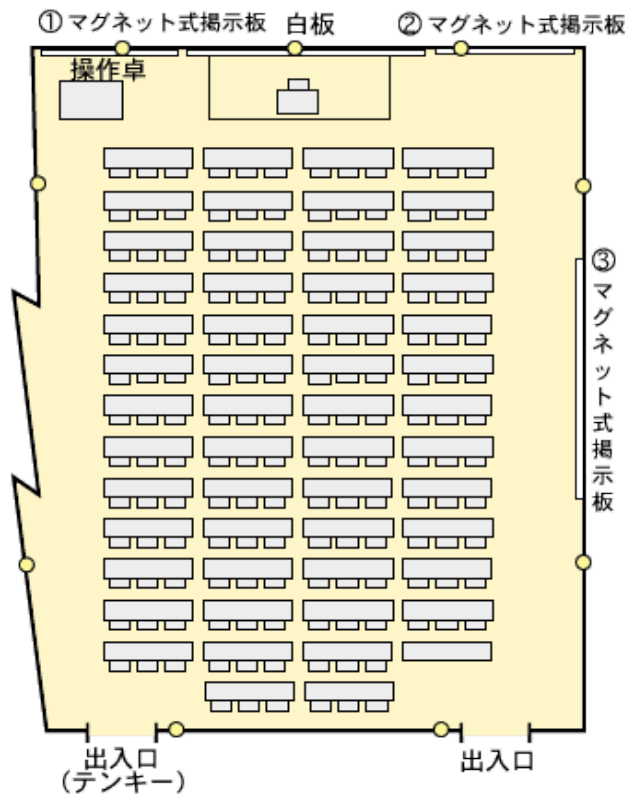 ①マグネット式掲示板
白板
②マグネット式掲示板
操作卓
③マグネット式掲示板
出入口
(テンキー)
出入口